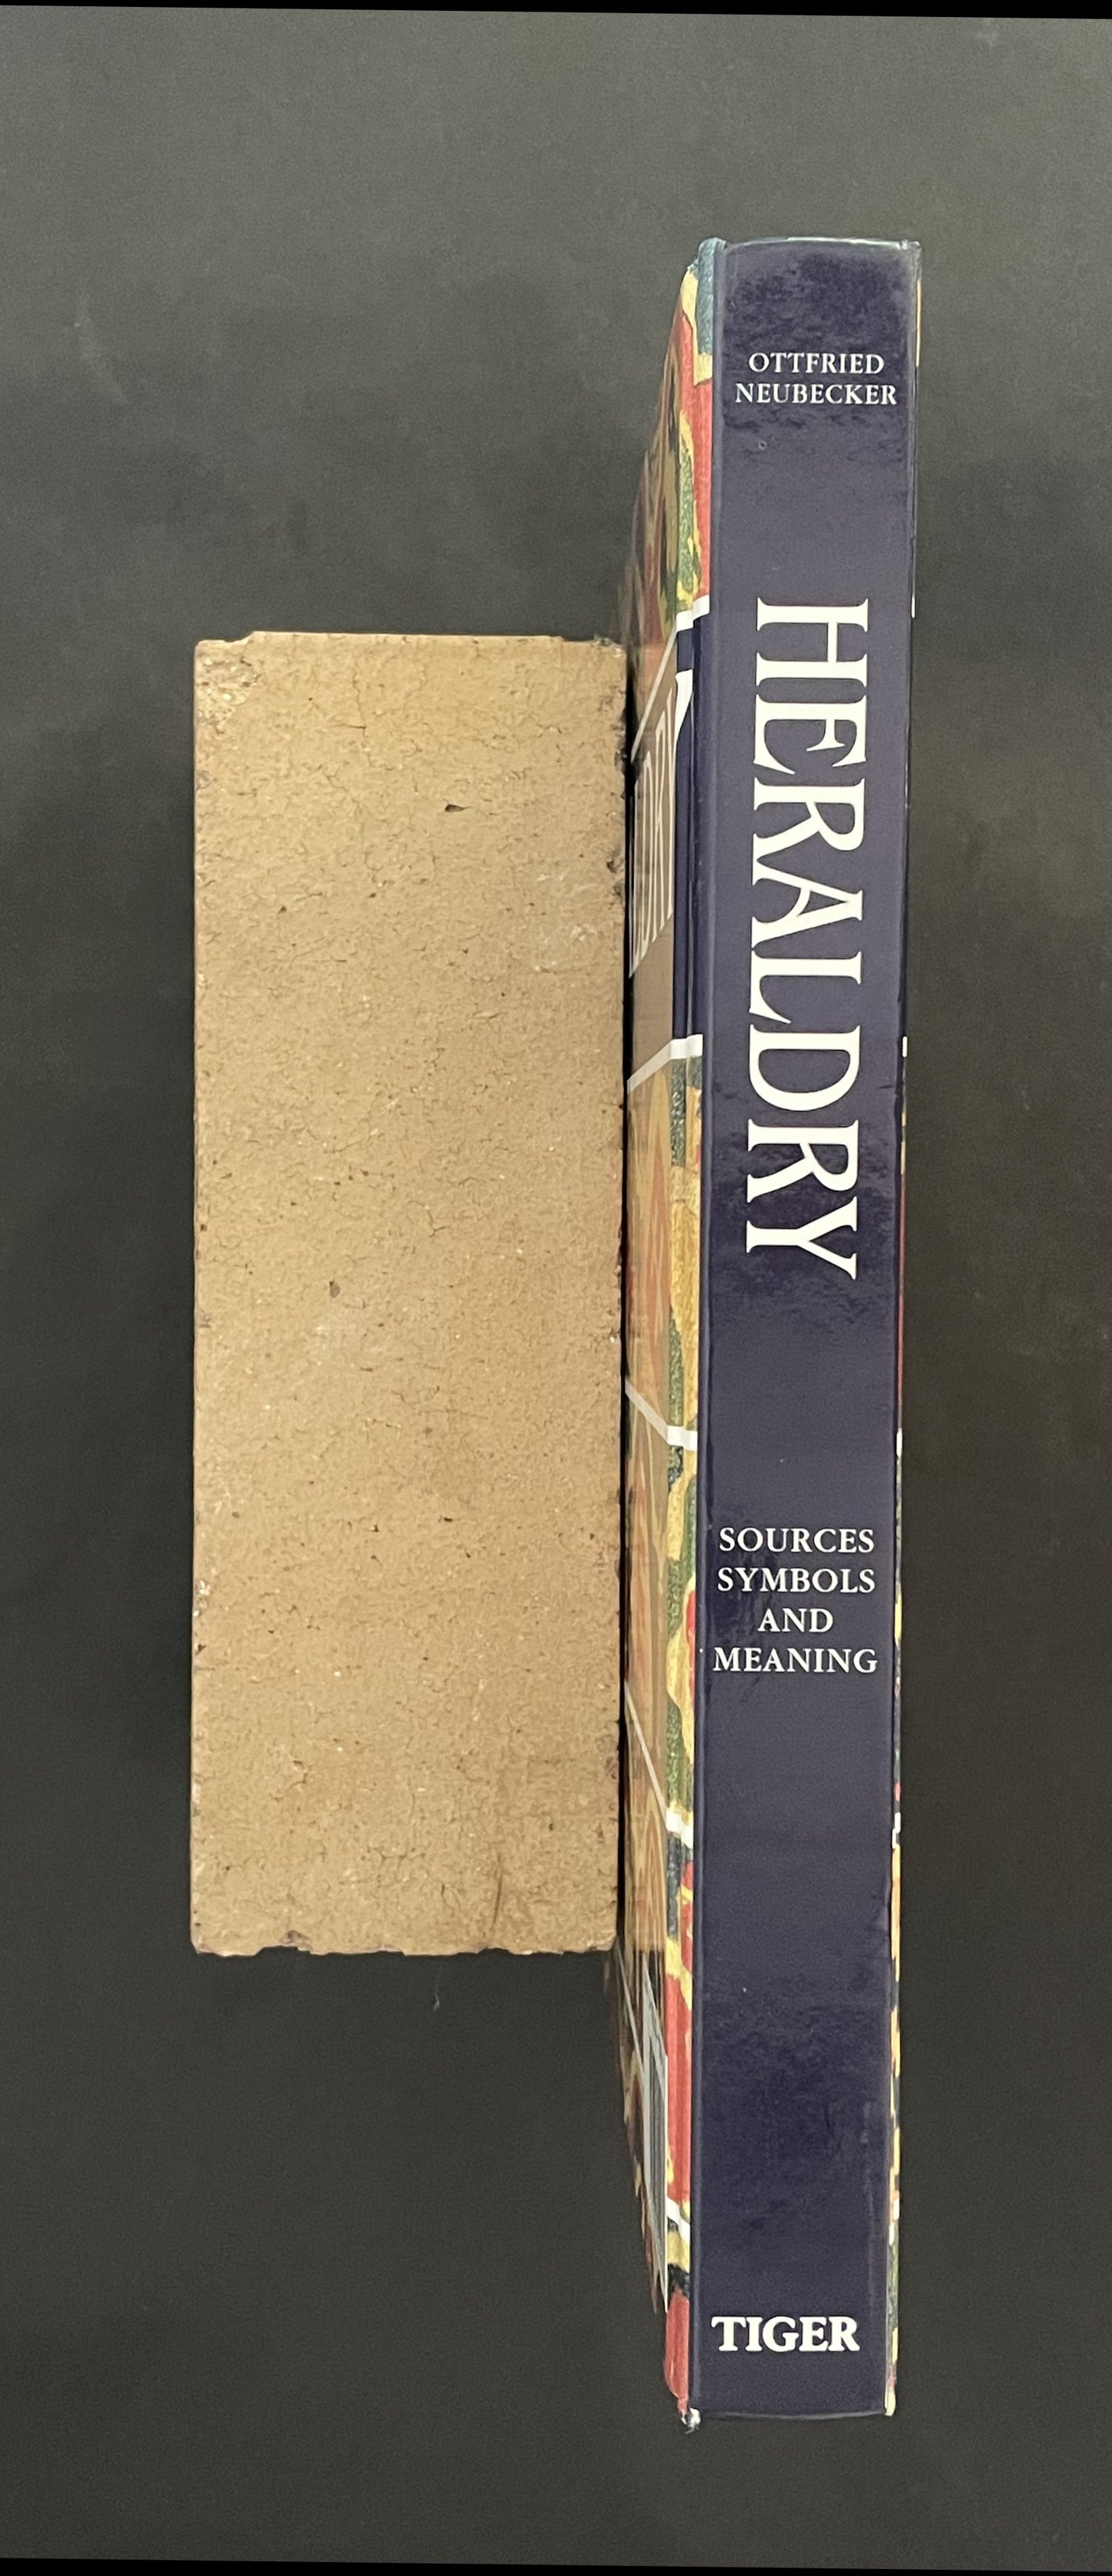 OTTFRIED
NEUBECKER
HERALDRY
SOURCES
SYMBOLS
AND
MEANING
TIGER